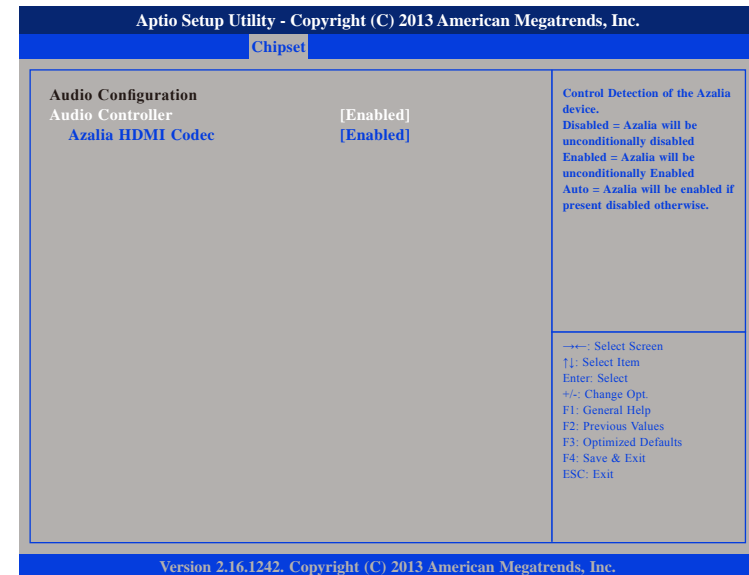 Aptio Setup Utility - Copyright (C) 2013 American Megatrends, Inc.
Chipset
Audio Configuration
Audio Controller [Enabled]
Azalia HDMI Codec [Enabled]
Control Detection of the Azalia
device.
Disabled = Azalia will be
unconditionally disabled
Enabled = Azalia will be
unconditionally Enabled
Auto = Azalia will be enabled if
present disabled otherwise.
→←: Select Screen
↑↓: Select Item
Enter: Select
+/-: Change Opt.
F1: General Help
F2: Previous Values
F3: Optimized Defaults
F4: Save & Exit
ESC: Exit
Version 2.16.1242. Copyright (C) 2013 American Megatrends, Inc.